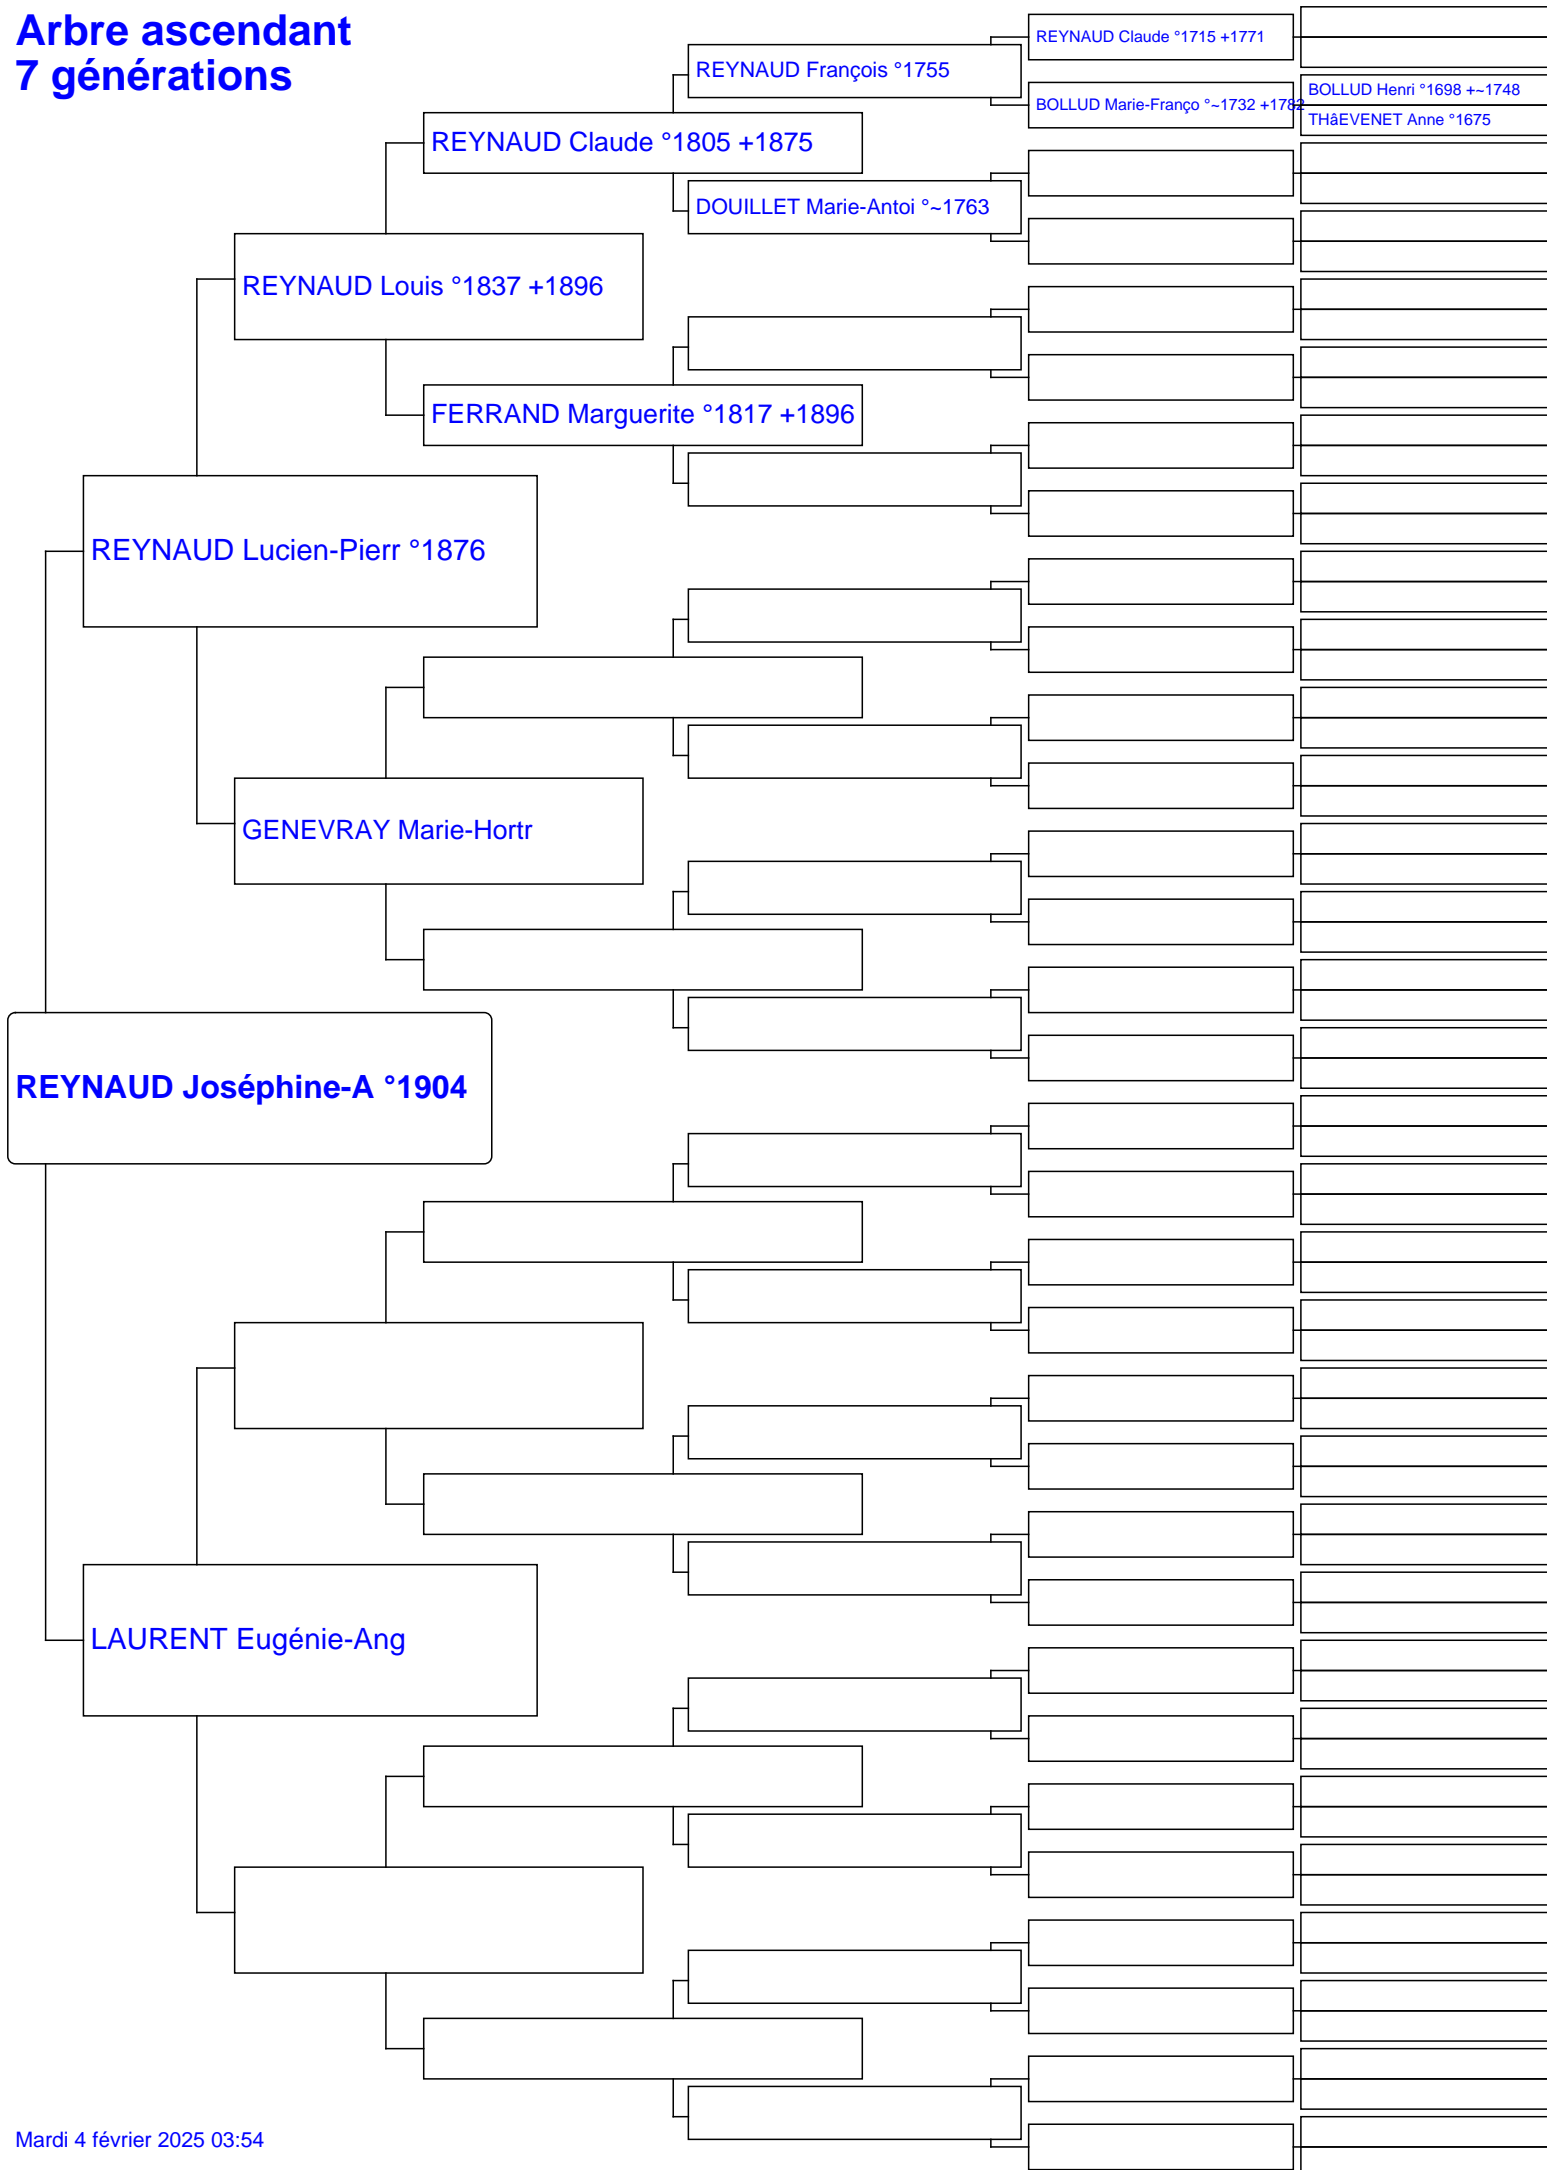 Arbre ascendant
7 générations
REYNAUD Claude °1715 +1771
REYNAUD François °1755
BOLLUD Henri °1698 +~1748
BOLLUD Marie-Franço °~1732 +1782
THâEVENET Anne °1675
REYNAUD Claude °1805 +1875
DOUILLET Marie-Antoi °~1763
REYNAUD Louis °1837 +1896
FERRAND Marguerite °1817 +1896
REYNAUD Lucien-Pierr °1876
GENEVRAY Marie-Hortr
REYNAUD Joséphine-A °1904
LAURENT Eugénie-Ang
Mardi 4 février 2025 03:54